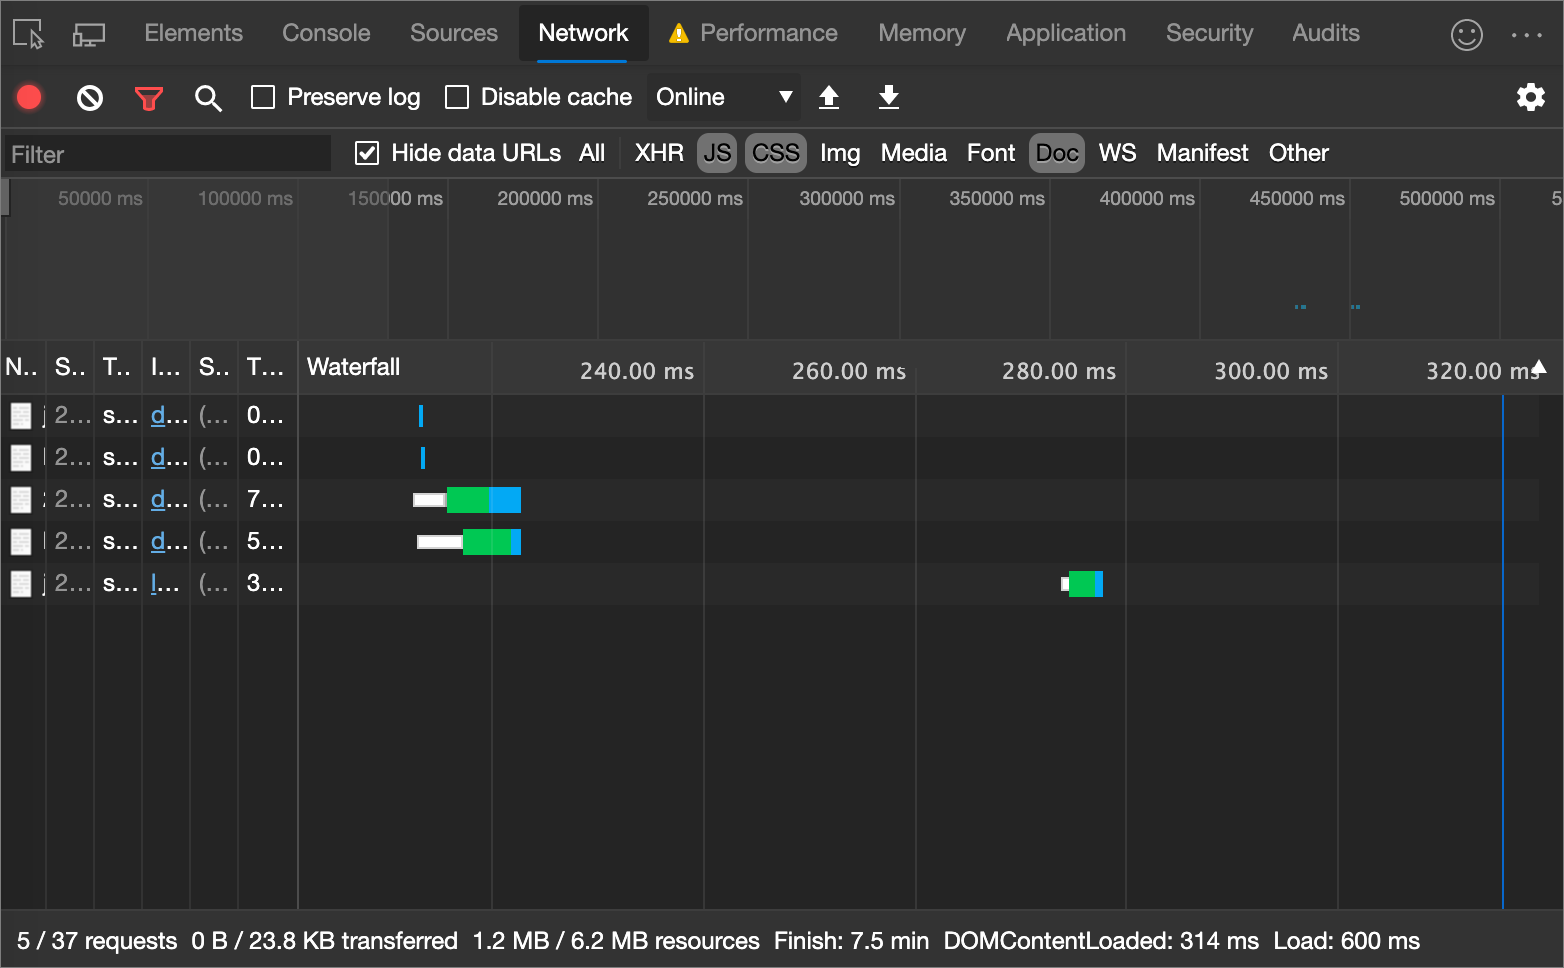 Elements Console Sources Network Performance Memory Application Security Audits
Preserve log Disable cache Online
Filter Hide data URLs All XHR JS CSS Img Media Font Doc WS Manifest Other
50000 ms 100000 ms 150000 ms 200000 ms 250000 ms 300000 ms 350000 ms 400000 ms 450000 ms 500000 ms 5
N.. S.. T.. I... S.. T... Waterfall 240.00 ms 260.00 ms 280.00 ms 300.00 ms 320.00 ms
2... s... d... (... 0...
2... s... d... (... 0...
2... s... d... (... 7...
2... s... d... (... 5...
2... s... l... (... 3...
5 / 37 requests 0 B / 23.8 KB transferred 1.2 MB / 6.2 MB resources Finish: 7.5 min DOMContentLoaded: 314 ms Load: 600 ms